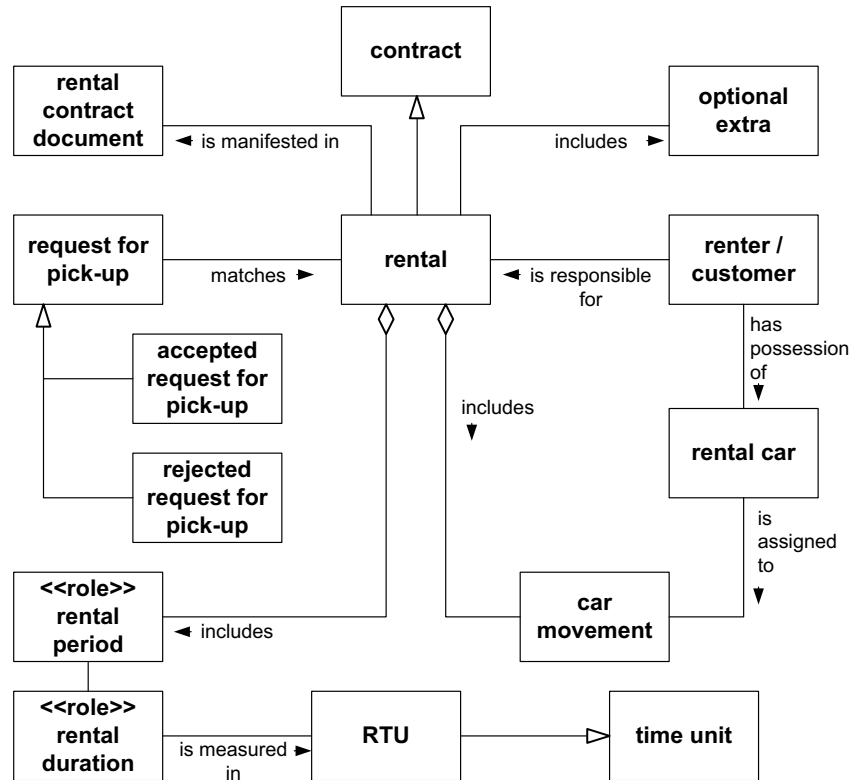 contract
rental
contract
document
optional
extra
is manifested in
includes
request for
pick-up
rental
renter /
customer
matches
is responsible
for
accepted
request for
pick-up
has
possession
of
includes
rental car
rejected
request for
pick-up
is
assigned
to
<<role>>
rental
period
includes
car
movement
<<role>>
rental
duration
is measured
in
RTU
time unit